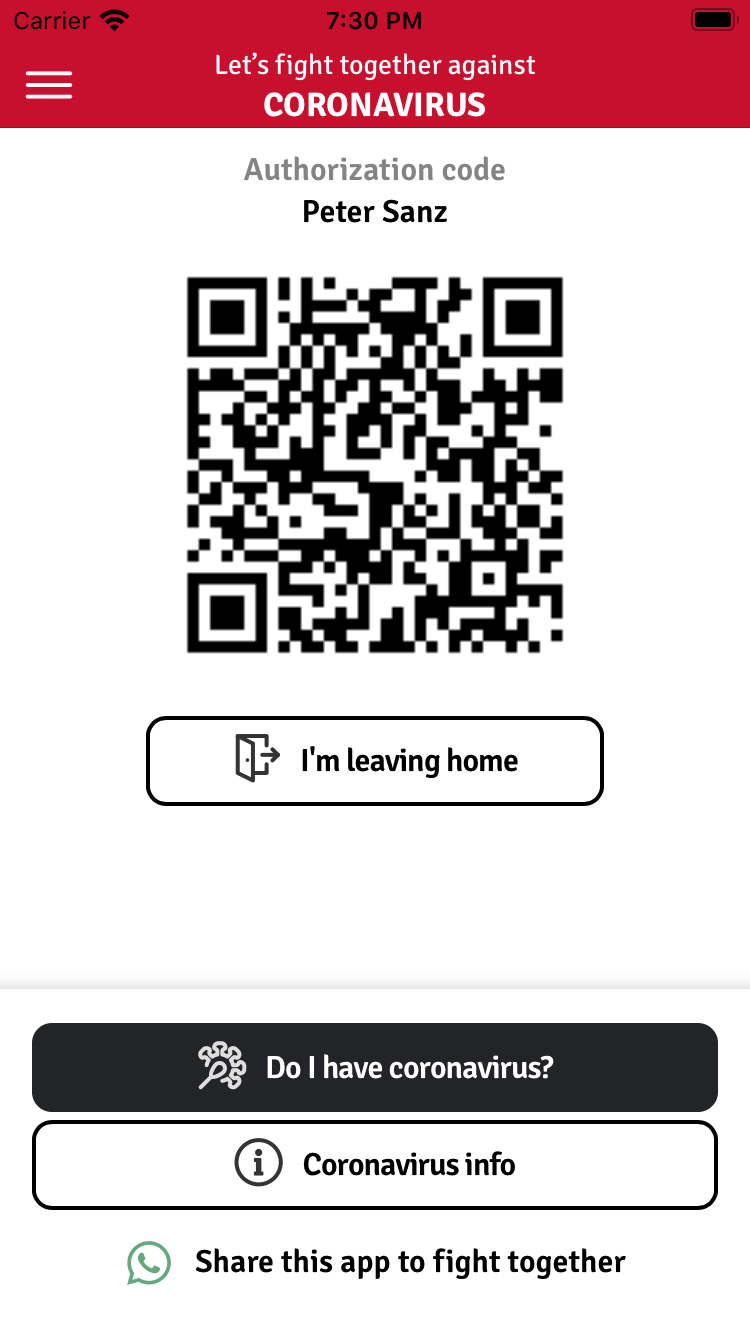 Carrier 7:30 PM
Let's fight together against
CORONAVIRUS
Authorization code
Peter Sanz
I'm leaving home
Do I have coronavirus?
Coronavirus info
Share this app to fight together